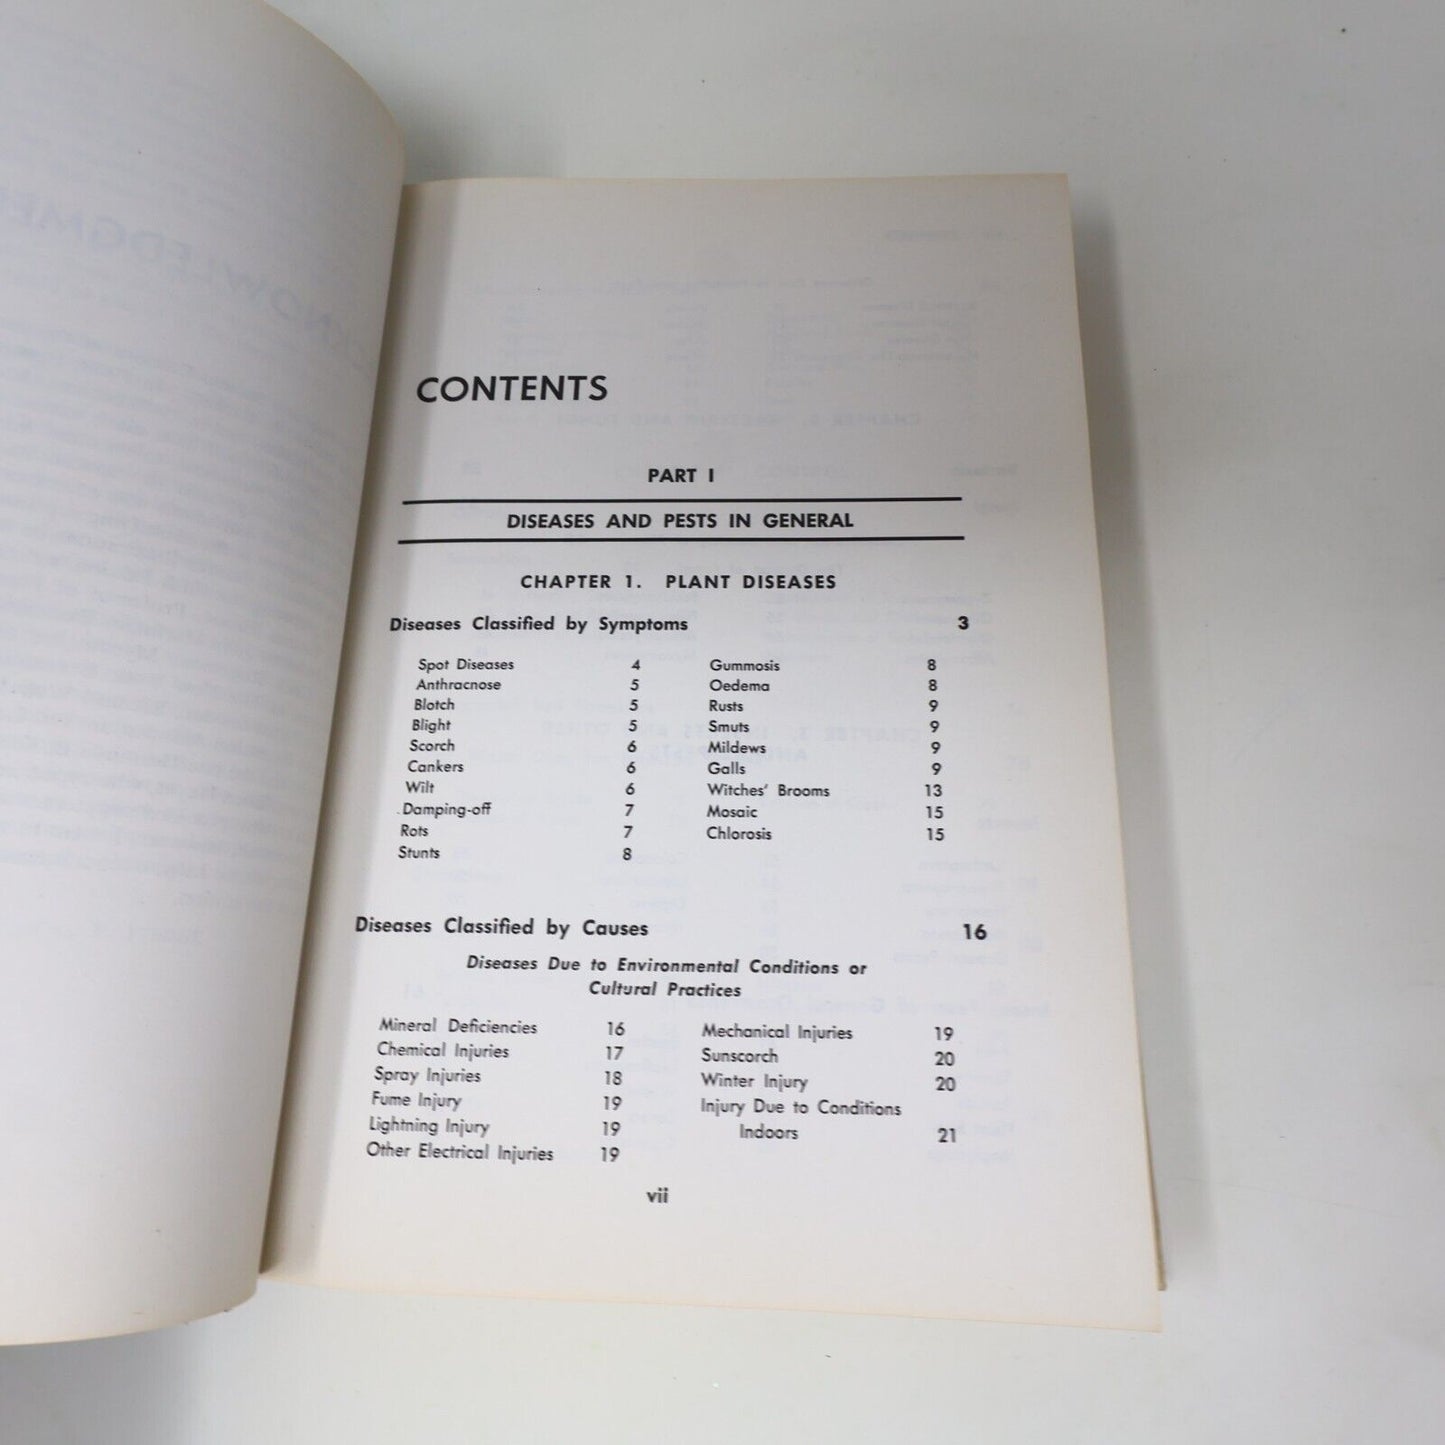 CONTENTS
PART I
DISEASES AND PESTS IN GENERAL
CHAPTER 1. PLANT DISEASES
Diseases Classified by Symptoms 3
Spot Diseases 4
Anthracnose 5
Blotch 5
Blight 5
Scorch 6
Cankers 6
Wilt 6
Damping-off 7
Rots 7
Stunts 8
Gummosis 8
Oedema 8
Rusts 9
Smuts 9
Mildews 9
Galls 9
Witches' Brooms 13
Mosaic 15
Chlorosis 15
Diseases Classified by Causes 16
Diseases Due to Environmental Conditions or
Cultural Practices
Mineral Deficiencies 16
Chemical Injuries 17
Spray Injuries 18
Fume Injury 19
Lightning Injury 19
Other Electrical Injuries 19
Mechanical Injuries 19
Sunscorch 20
Winter Injury 20
Injury Due to Conditions
Indoors 21
vii